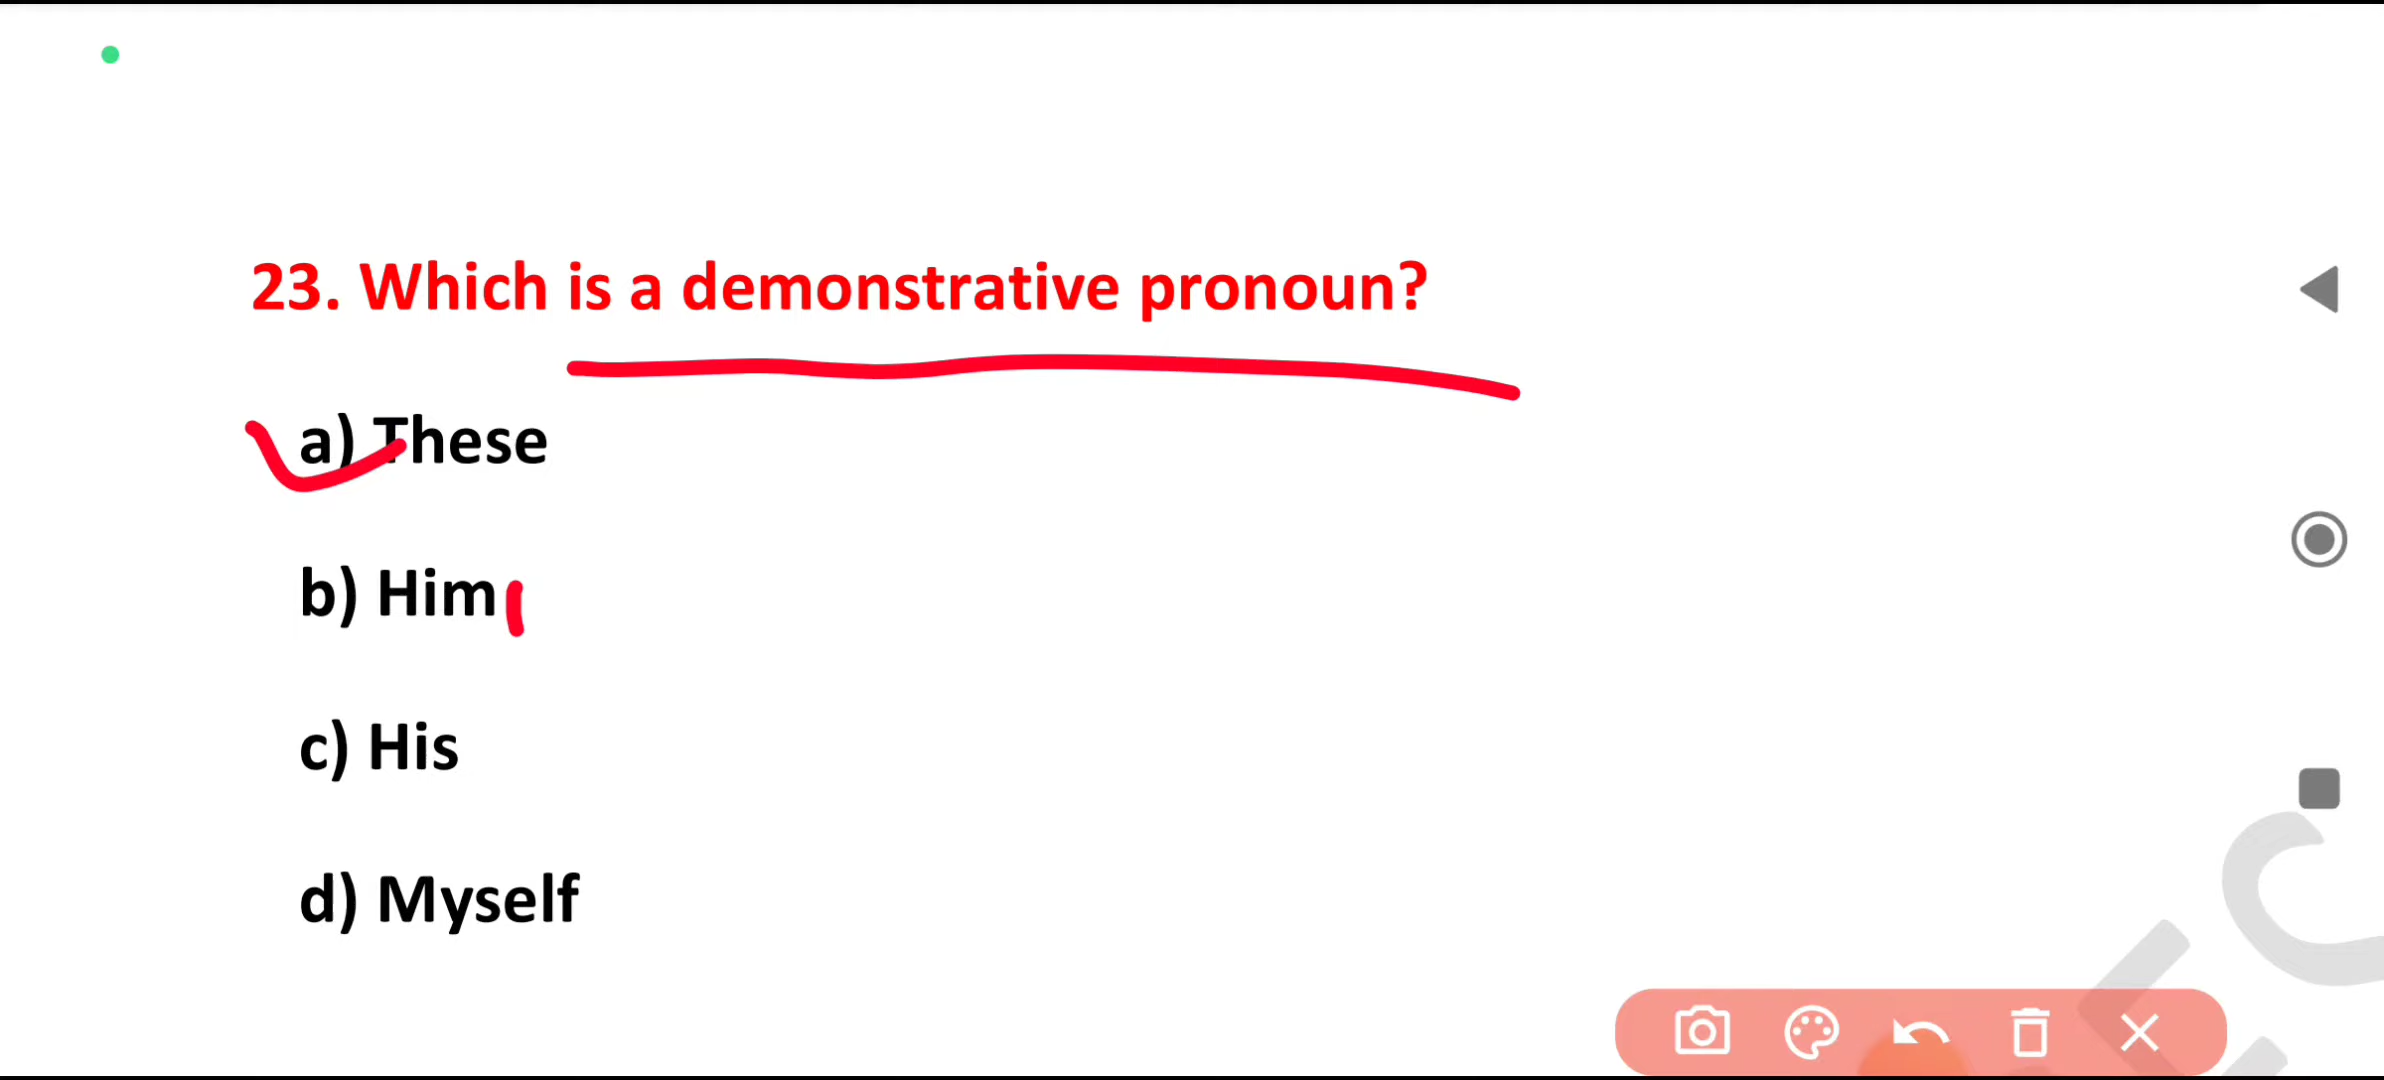 23. Which is a demonstrative pronoun?
a) These
b) Him
c) His
d) Myself